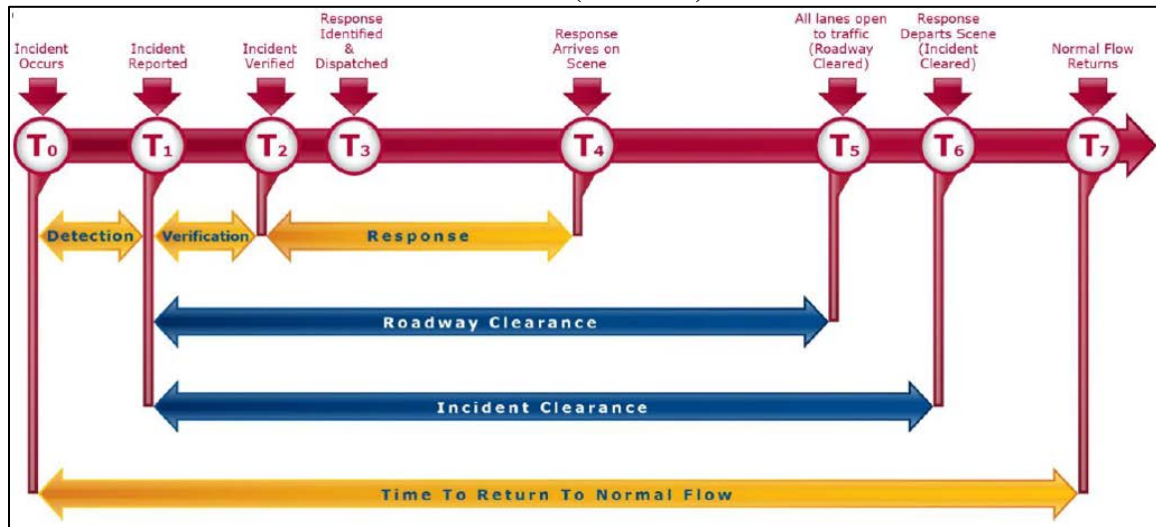 Incident
Occurs
Incident
Reported
Incident
Verified
Response
Identified
&
Dispatched
Response
Arrives on
Scene
All lanes open
to traffic
(Roadway
Cleared)
Response
Departs Scene
(Incident
Cleared)
Normal Flow
Returns
T0
T1
T2
T3
T4
T5
T6
T7
Detection
Verification
Response
Roadway Clearance
Incident Clearance
Time To Return To Normal Flow